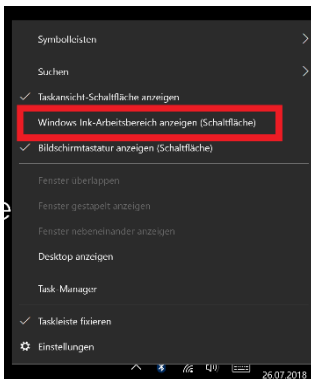 Symbolleisten
Suchen
Taskansicht-Schaltfläche anzeigen
Windows Ink-Arbeitsbereich anzeigen (Schaltfläche)
Bildschirmtastatur anzeigen (Schaltfläche)
Fenster überlappen
Fenster gestapelt anzeigen
e
Fenster nebeneinander anzeigen
Desktop anzeigen
Task-Manager
Taskleiste fixieren
Einstellungen
26.07.2018